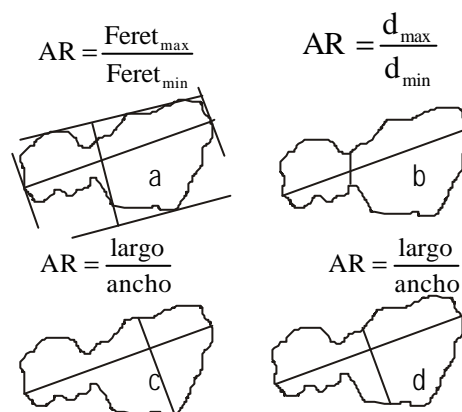 AR = Feret_max / Feret_min
AR = d_max / d_min
a
b
AR = largo / ancho
AR = largo / ancho
c
d